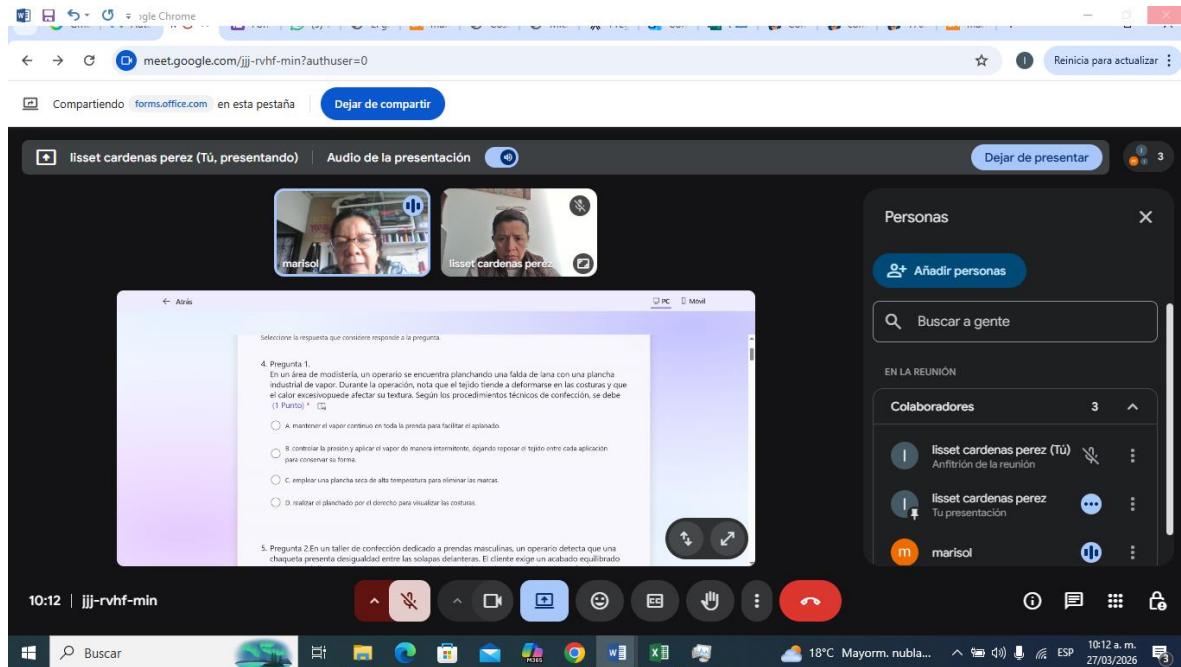 ogle Chrome
meet.google.com/jjj-rvhf-min?authuser=0
Reinicia para actualizar
Compartiendo forms.office.com en esta pestaña
Dejar de compartir
lisset cardenas perez (Tú, presentando)
Audio de la presentación
Dejar de presentar
3
marisol
lisset cardenas perez
Personas
Añadir personas
Buscar a gente
EN LA REUNIÓN
Colaboradores 3
lisset cardenas perez (Tú)
Anfitrión de la reunión
lisset cardenas perez
Tu presentación
m marisol
Atrás
PC Móvil
Seleccione la respuesta que considere responde a la pregunta.
4. Pregunta 1.
En un área de modistería, un operario se encuentra planchando una falda de lana con una plancha
industrial de vapor. Durante la operación, nota que el tejido tiende a deformarse en las costuras y que
el calor excesivopuede afectar su textura. Según los procedimientos técnicos de confección, se debe
(1 Punto) *
A. mantener el vapor continuo en toda la prenda para facilitar el aplanado.
B. controlar la presión y aplicar el vapor de manera intermitente, dejando reposar el tejido entre cada aplicación
para conservar su forma.
C. emplear una plancha seca de alta temperatura para eliminar las marcas.
D. realizar el planchado por el derecho para visualizar las costuras.
5. Pregunta 2.En un taller de confección dedicado a prendas masculinas, un operario detecta que una
chaqueta presenta desigualdad entre las solapas delanteras. El cliente exige un acabado equilibrado
10:12 | jjj-rvhf-min
Buscar
18°C Mayorm. nubla...
ESP
10:12 a. m.
27/03/2026